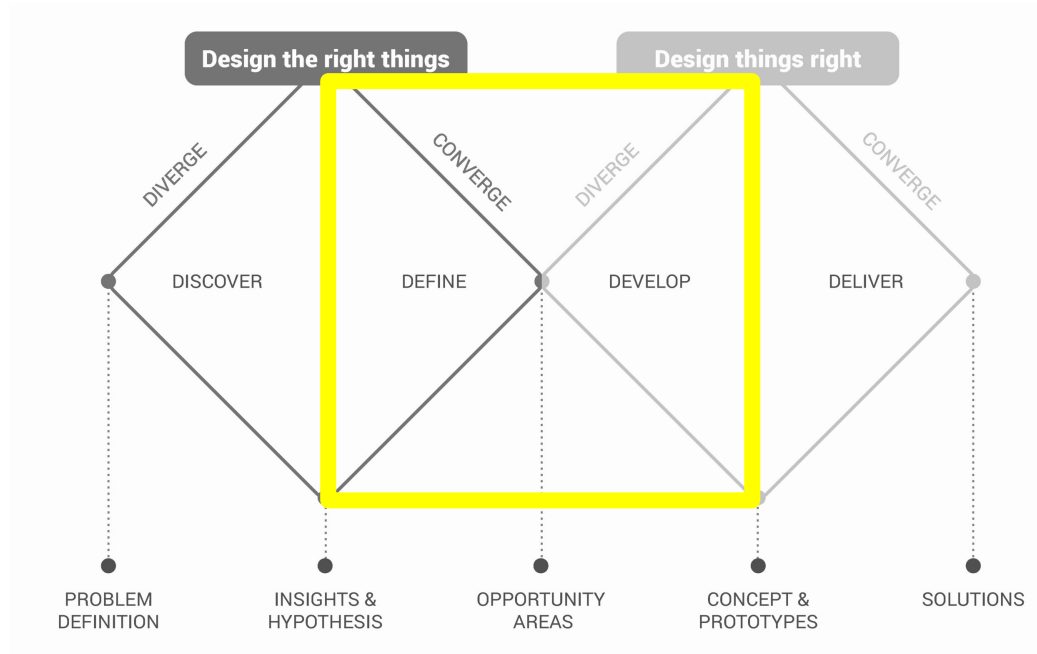 Design the right things
Design things right
DIVERGE
CONVERGE
DIVERGE
CONVERGE
DISCOVER
DEFINE
DEVELOP
DELIVER
PROBLEM
DEFINITION
INSIGHTS &
HYPOTHESIS
OPPORTUNITY
AREAS
CONCEPT &
PROTOTYPES
SOLUTIONS